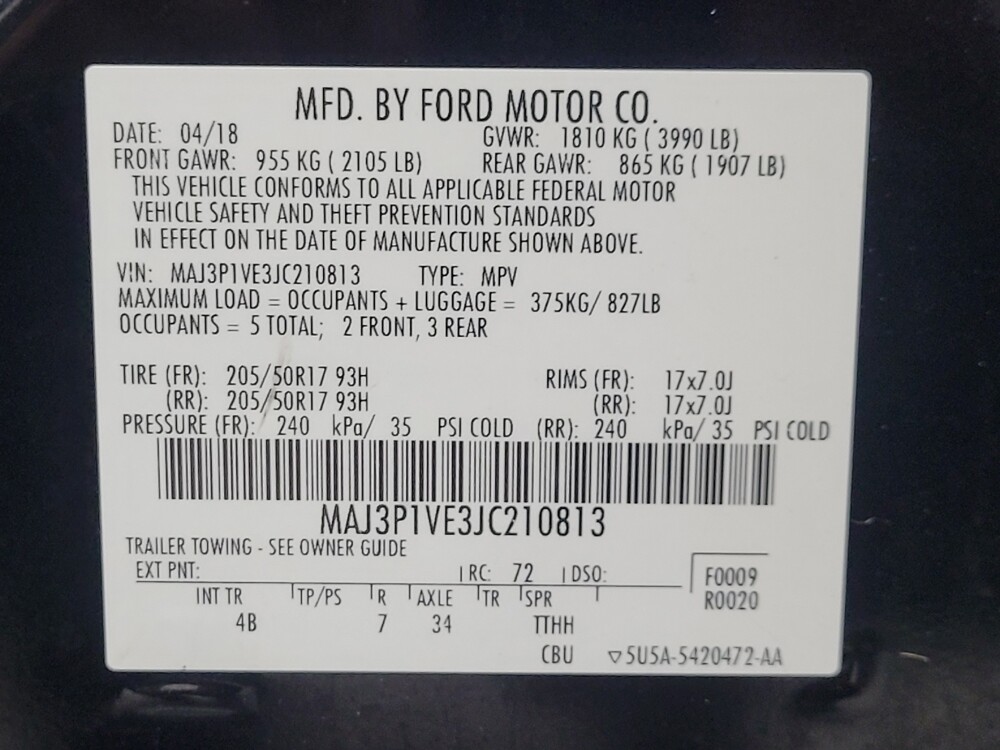 MFD. BY FORD MOTOR CO.
DATE: 04/18 GVWR: 1810 KG ( 3990 LB)
FRONT GAWR: 955 KG ( 2105 LB) REAR GAWR: 865 KG ( 1907 LB)
THIS VEHICLE CONFORMS TO ALL APPLICABLE FEDERAL MOTOR
VEHICLE SAFETY AND THEFT PREVENTION STANDARDS
IN EFFECT ON THE DATE OF MANUFACTURE SHOWN ABOVE.
VIN: MAJ3P1VE3JC210813 TYPE: MPV
MAXIMUM LOAD = OCCUPANTS + LUGGAGE = 375KG/ 827LB
OCCUPANTS = 5 TOTAL; 2 FRONT, 3 REAR
TIRE (FR): 205/50R17 93H RIMS (FR): 17x7.0J
(RR): 205/50R17 93H (RR): 17x7.0J
PRESSURE (FR): 240 kPa/ 35 PSI COLD (RR): 240 kPa/ 35 PSI COLD
MAJ3P1VE3JC210813
TRAILER TOWING - SEE OWNER GUIDE
EXT PNT: RC: 72 DSO: F0009
INT TR TP/PS R AXLE TR SPR R0020
4B 7 34 TTHH
CBU ▽5U5A-5420472-AA